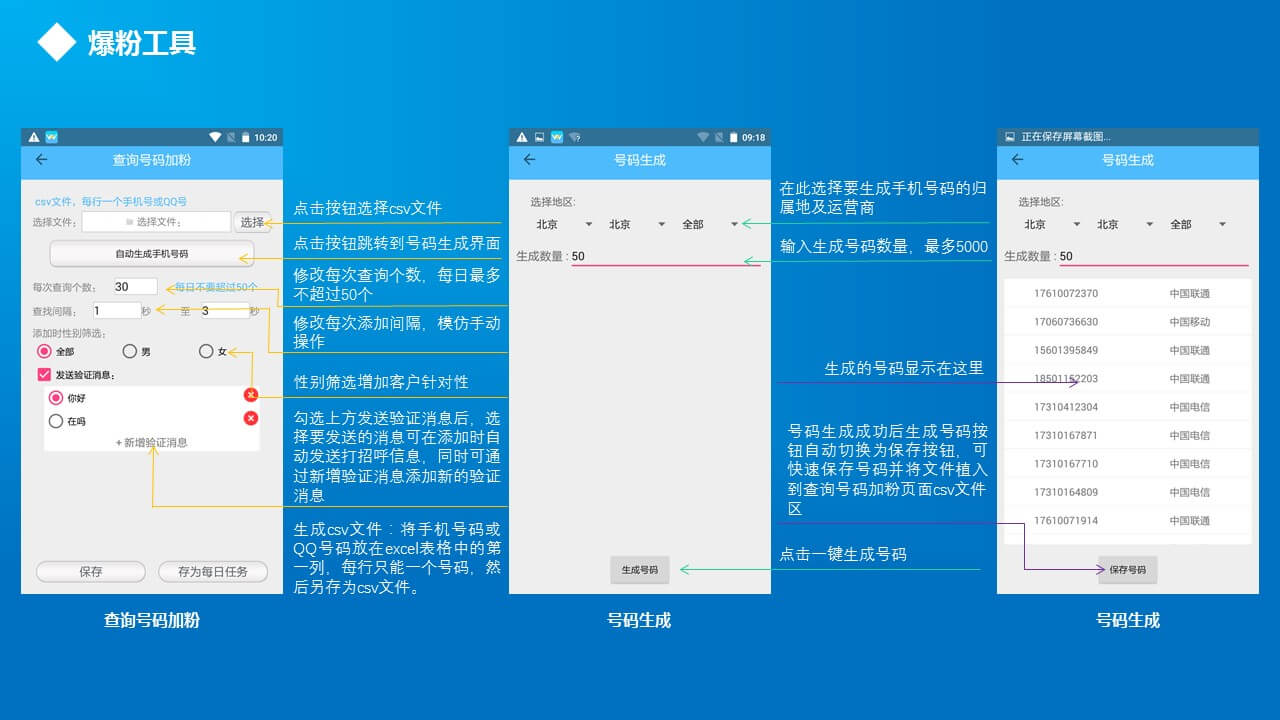 爆粉工具
10:20
查询号码加粉
csv文件，每行一个手机号或QQ号
选择文件： 选择文件： 选择
自动生成手机号码
每次查询个数： 30 每日不要超过50个
查找间隔： 1 秒 至 3 秒
添加时性别筛选：
全部 男 女
发送验证消息：
你好
在吗
+ 新增验证消息
保存 存为每日任务
查询号码加粉
点击按钮选择csv文件
点击按钮跳转到号码生成界面
修改每次查询个数，每日最多
不超过50个
修改每次添加间隔，模仿手动
操作
性别筛选增加客户针对性
勾选上方发送验证消息后，选
择要发送的消息可在添加时自
动发送打招呼信息，同时可通
过新增验证消息添加新的验证
消息
生成csv文件：将手机号码或
QQ号码放在excel表格中的第
一列，每行只能一个号码，然
后另存为csv文件。
09:18
号码生成
选择地区:
北京 北京 全部
生成数量 : 50
生成号码
号码生成
在此选择要生成手机号码的归
属地及运营商
输入生成号码数量，最多5000
生成的号码显示在这里
号码生成成功后生成号码按
钮自动切换为保存按钮，可
快速保存号码并将文件植入
到查询号码加粉页面csv文件
区
点击一键生成号码
正在保存屏幕截图...
号码生成
选择地区:
北京 北京 全部
生成数量 : 50
17610072370 中国联通
17060736630 中国移动
15601395849 中国联通
18501152203 中国联通
17310412304 中国电信
17310167871 中国电信
17310167710 中国电信
17310164809 中国电信
17610071914 中国联通
保存号码
号码生成